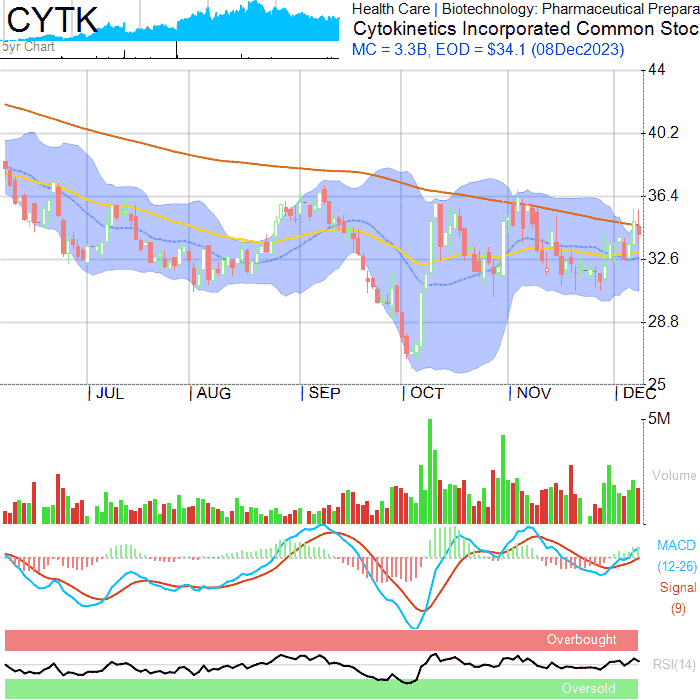 CYTK
5yr Chart
Health Care | Biotechnology: Pharmaceutical Prepara
Cytokinetics Incorporated Common Stoc
MC = 3.3B, EOD = $34.1 (08Dec2023)
44
40.2
36.4
32.6
28.8
25
JUL AUG SEP OCT NOV DEC
5M
Volume
MACD
(12-26)
Signal
(9)
Overbought
RSI(14)
Oversold